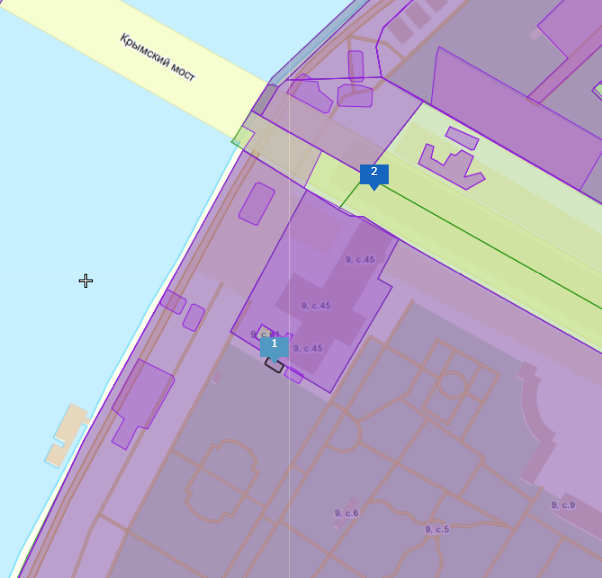 Крымский мост
2
9, с.45
9, с.45
1
9, с.45
9, с.6
9, с.5
9, с.9